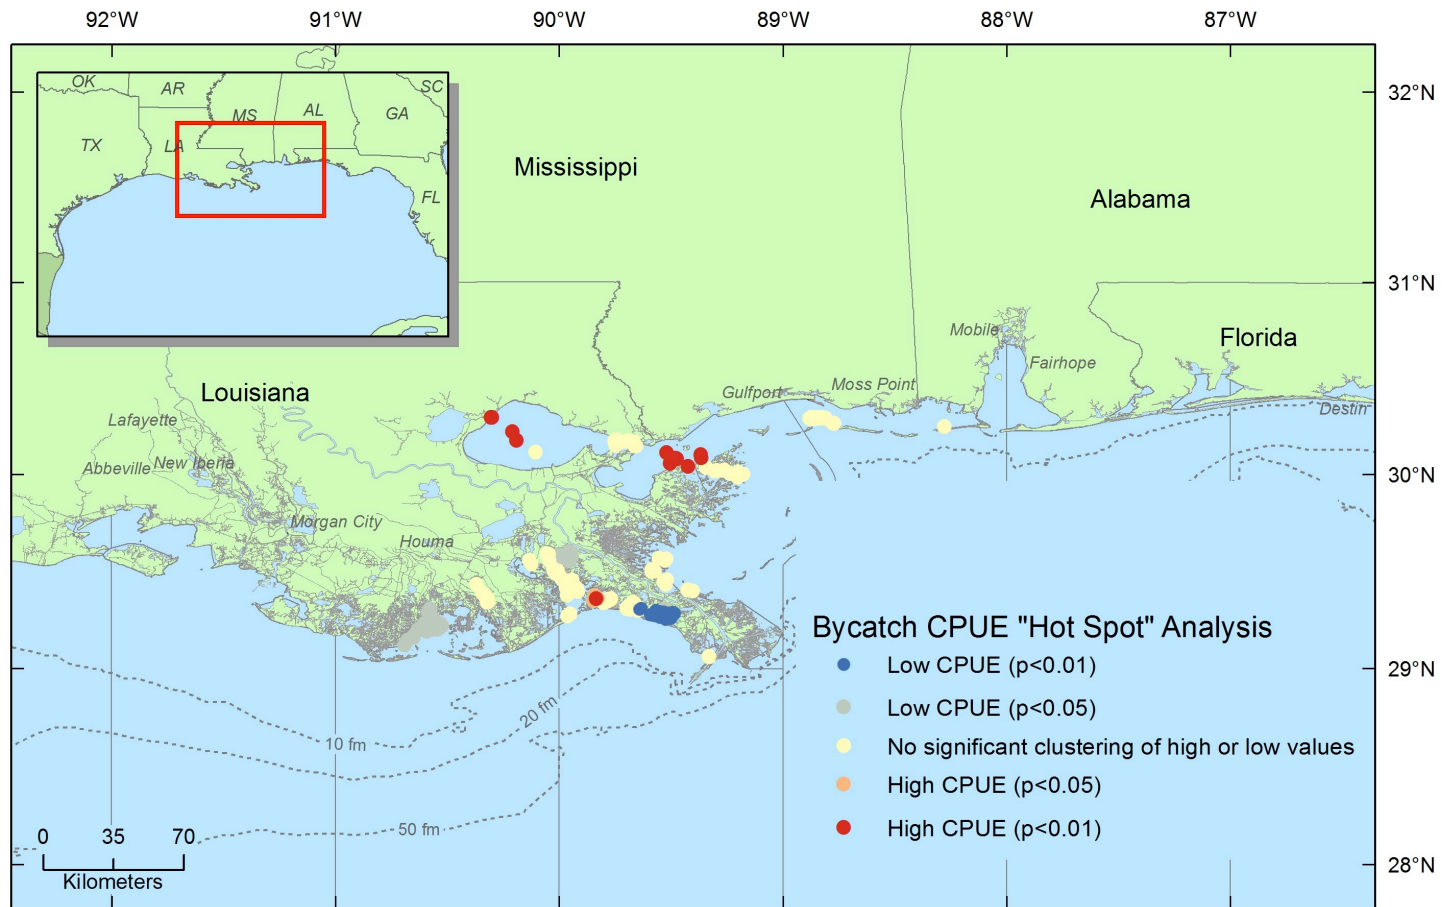 92°W 91°W 90°W 89°W 88°W 87°W
OK AR SC
32°N
MS AL GA
TX LA
Mississippi
FL
Alabama
31°N
Mobile
Florida
Fairhope
Louisiana
Gulfport Moss Point
Destin
Lafayette
Abbeville New Iberia
30°N
Morgan City
Houma
Bycatch CPUE "Hot Spot" Analysis
Low CPUE (p<0.01)
29°N
Low CPUE (p<0.05)
20 fm
10 fm
No significant clustering of high or low values
High CPUE (p<0.05)
50 fm
High CPUE (p<0.01)
0 35 70
Kilometers
28°N